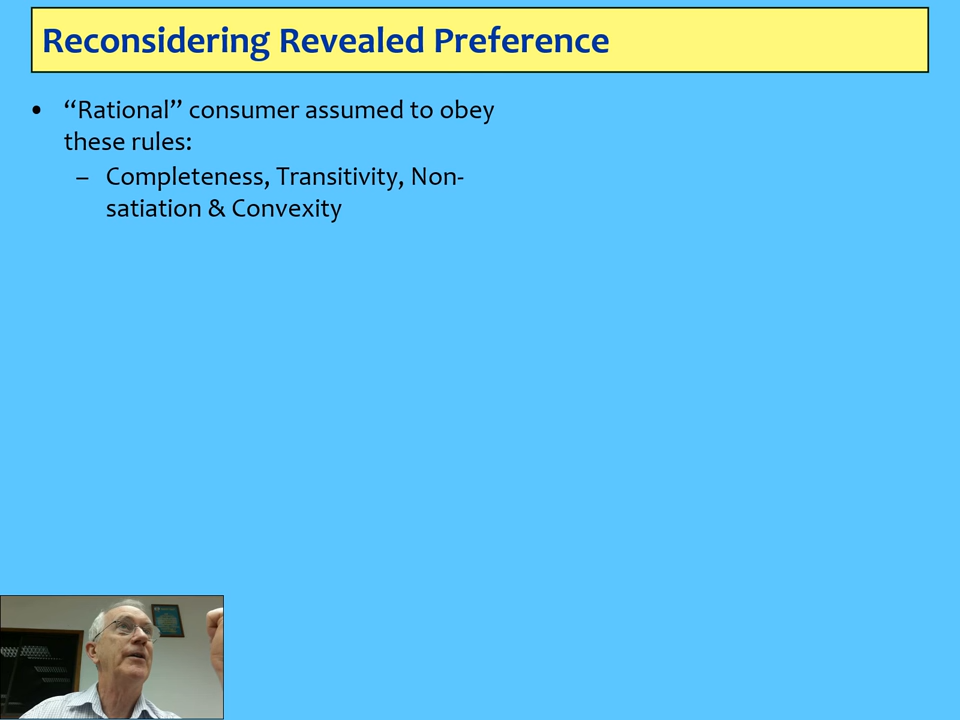 Reconsidering Revealed Preference
• “Rational” consumer assumed to obey
these rules:
– Completeness, Transitivity, Non-
satiation & Convexity